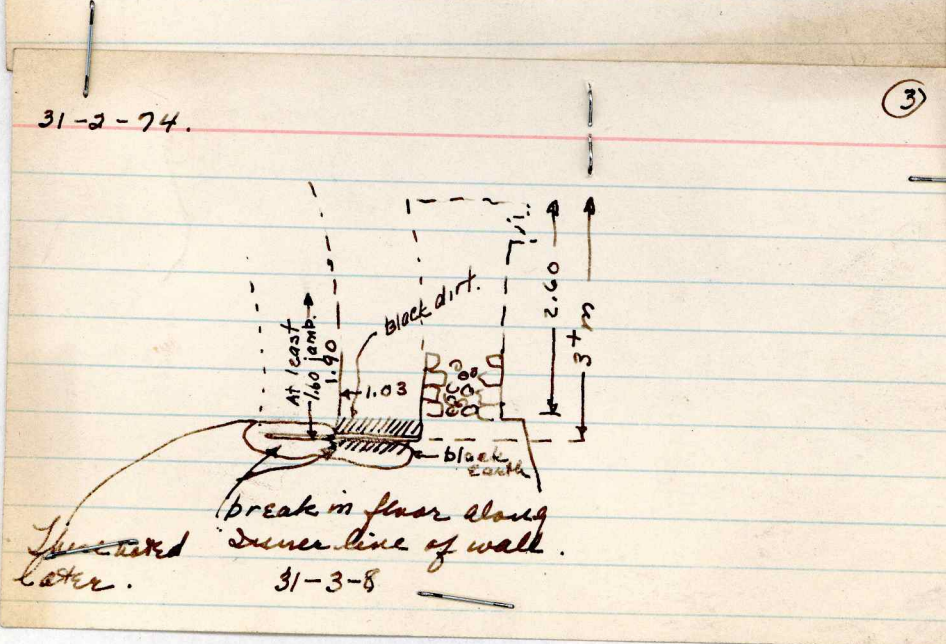 3
31-2-74.
black dirt.
At least
1.60 jamb.
1.90
1.03
2.60
3+m
black
earth
break in floor along
Inner line of wall.
later.
31-3-8